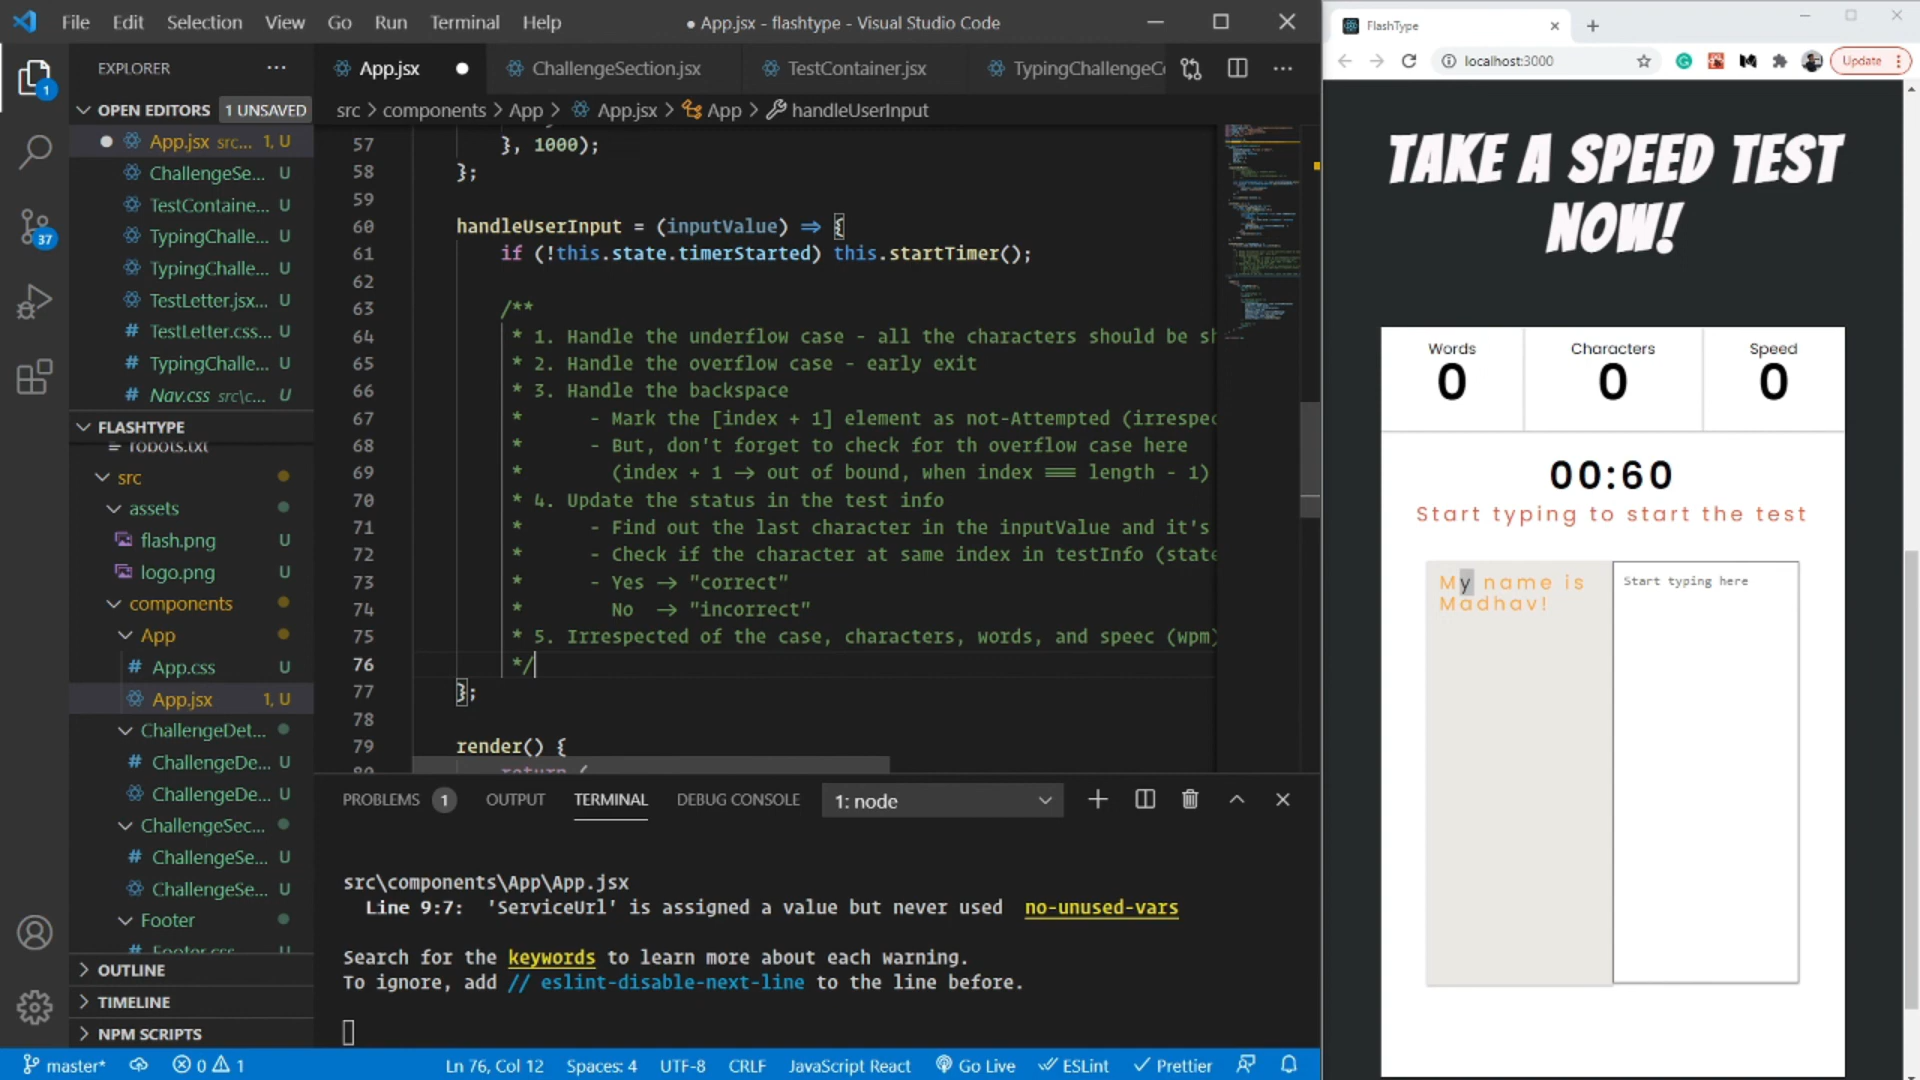 File Edit Selection View Go Run Terminal Help
● App.jsx - flashtype - Visual Studio Code
EXPLORER
OPEN EDITORS 1 UNSAVED
App.jsx src... 1, U
ChallengeSe... U
TestContaine... U
TypingChalle... U
TypingChalle... U
TestLetter.jsx... U
TestLetter.css... U
TypingChalle... U
Nav.css src\c... U
FLASHTYPE
robots.txt
src
assets
flash.png U
logo.png U
components
App
App.css U
App.jsx 1, U
ChallengeDet...
ChallengeDe... U
ChallengeDe... U
ChallengeSec...
ChallengeSe... U
ChallengeSe... U
Footer
Footer.css
OUTLINE
TIMELINE
NPM SCRIPTS
1
37
App.jsx ● ChallengeSection.jsx TestContainer.jsx TypingChallengeCo
src > components > App > App.jsx > App > handleUserInput
57 }, 1000);
58 };
59
60 handleUserInput = (inputValue) => {
61 if (!this.state.timerStarted) this.startTimer();
62
63 /**
64 * 1. Handle the underflow case - all the characters should be sh
65 * 2. Handle the overflow case - early exit
66 * 3. Handle the backspace
67 * - Mark the [index + 1] element as not-Attempted (irrespec
68 * - But, don't forget to check for th overflow case here
69 * (index + 1 -> out of bound, when index === length - 1)
70 * 4. Update the status in the test info
71 * - Find out the last character in the inputValue and it's
72 * - Check if the character at same index in testInfo (state
73 * - Yes -> "correct"
74 * No -> "incorrect"
75 * 5. Irrespected of the case, characters, words, and speec (wpm)
76 */
77 };
78
79 render() {
80 return (
PROBLEMS 1 OUTPUT TERMINAL DEBUG CONSOLE 1: node
src\components\App\App.jsx
Line 9:7: 'ServiceUrl' is assigned a value but never used no-unused-vars
Search for the keywords to learn more about each warning.
To ignore, add // eslint-disable-next-line to the line before.
master* 0 1 Ln 76, Col 12 Spaces: 4 UTF-8 CRLF JavaScript React Go Live ESLint Prettier
FlashType
localhost:3000
Update
TAKE A SPEED TEST
NOW!
Words Characters Speed
0 0 0
00:60
Start typing to start the test
My name is
Madhav!
Start typing here